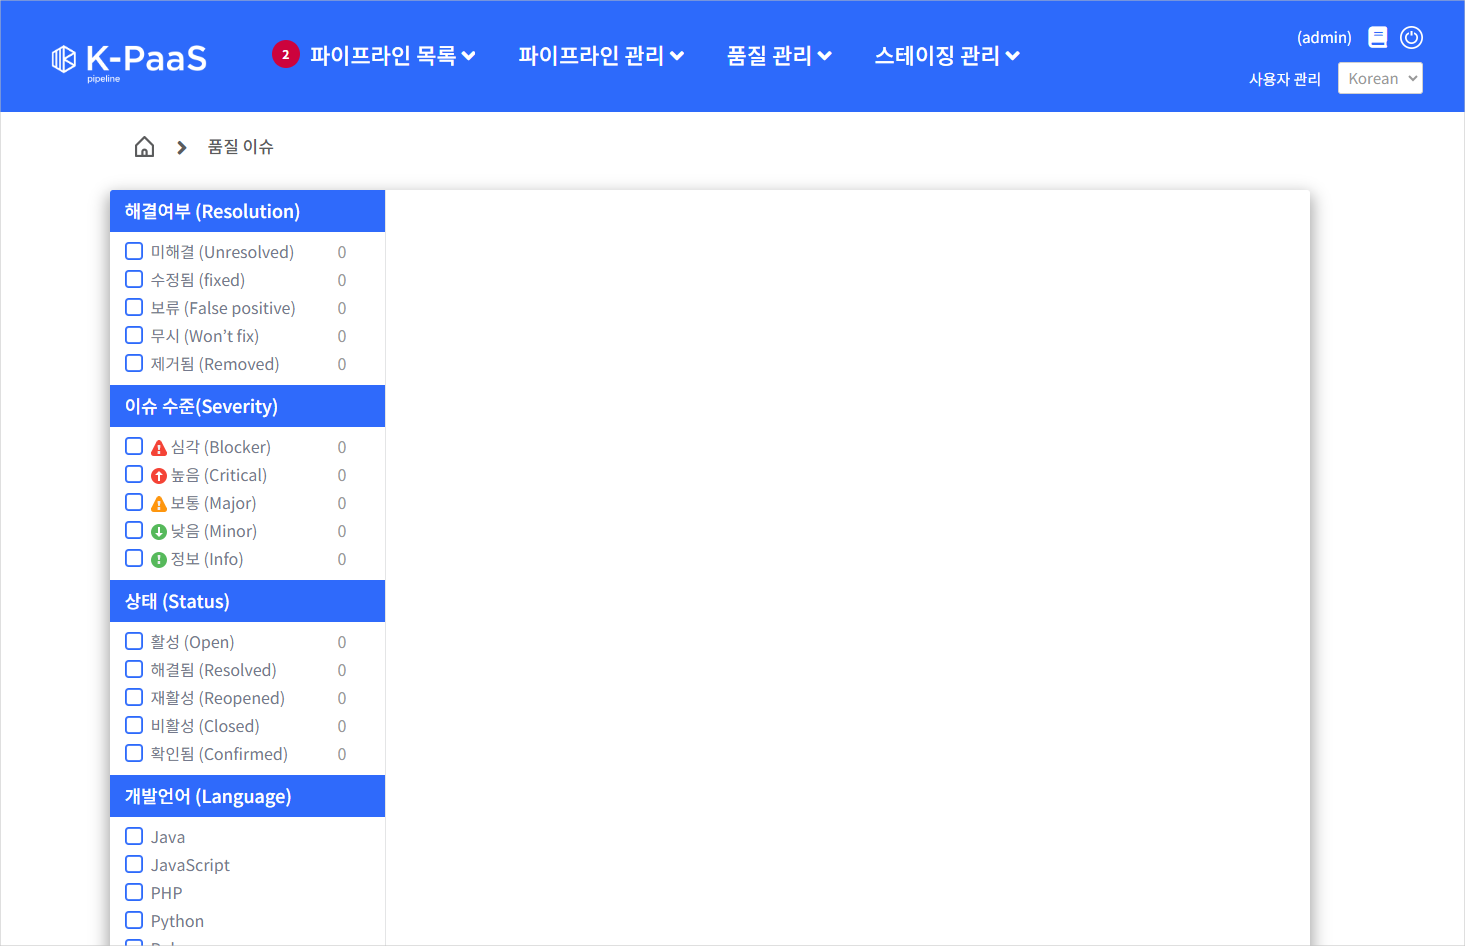 K-PaaS
pipeline
2 파이프라인 목록 파이프라인 관리 품질 관리 스테이징 관리
(admin)
사용자 관리 Korean
품질 이슈
해결여부 (Resolution)
미해결 (Unresolved) 0
수정됨 (fixed) 0
보류 (False positive) 0
무시 (Won't fix) 0
제거됨 (Removed) 0
이슈 수준(Severity)
심각 (Blocker) 0
높음 (Critical) 0
보통 (Major) 0
낮음 (Minor) 0
정보 (Info) 0
상태 (Status)
활성 (Open) 0
해결됨 (Resolved) 0
재활성 (Reopened) 0
비활성 (Closed) 0
확인됨 (Confirmed) 0
개발언어 (Language)
Java
JavaScript
PHP
Python